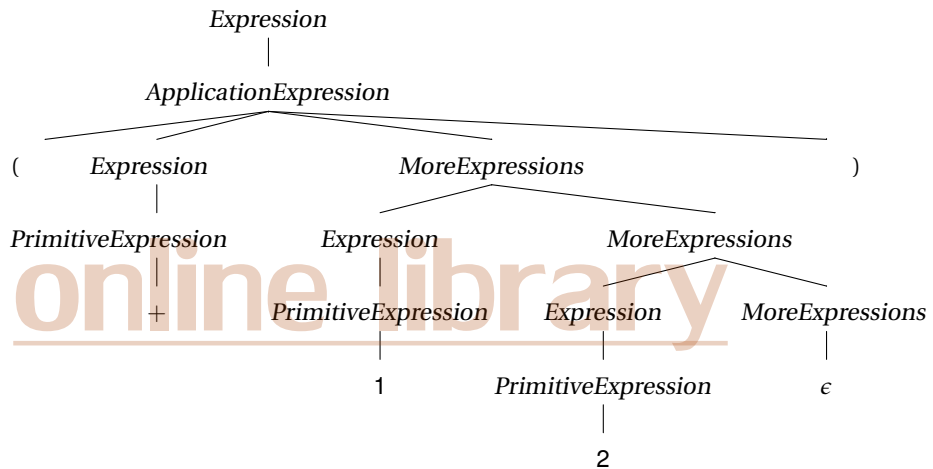 Expression
ApplicationExpression
( Expression MoreExpressions )
PrimitiveExpression Expression MoreExpressions
online library
+ PrimitiveExpression Expression MoreExpressions
1 PrimitiveExpression ϵ
2